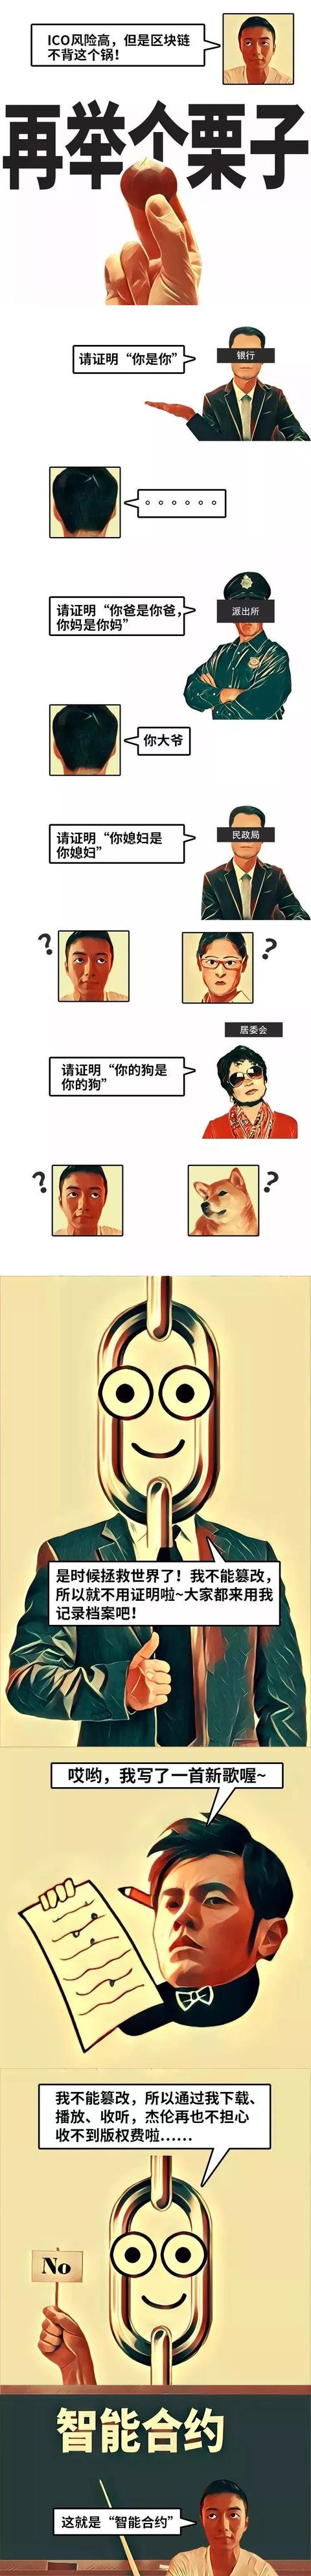 ICO风险高，但是区块链
不背这个锅！
再举个栗子
银行
请证明“你是你”
。。。。。。
派出所
请证明“你爸是你爸，
你妈是你妈”
你大爷
民政局
请证明“你媳妇是
你媳妇”
?
?
居委会
请证明“你的狗是
你的狗”
?
?
是时候拯救世界了！我不能篡改，
所以就不用证明啦~大家都来用我
记录档案吧！
哎哟，我写了一首新歌喔~
我不能篡改，所以通过我下载、
播放、收听，杰伦再也不担心
收不到版权费啦……
No
智能合约
这就是“智能合约”